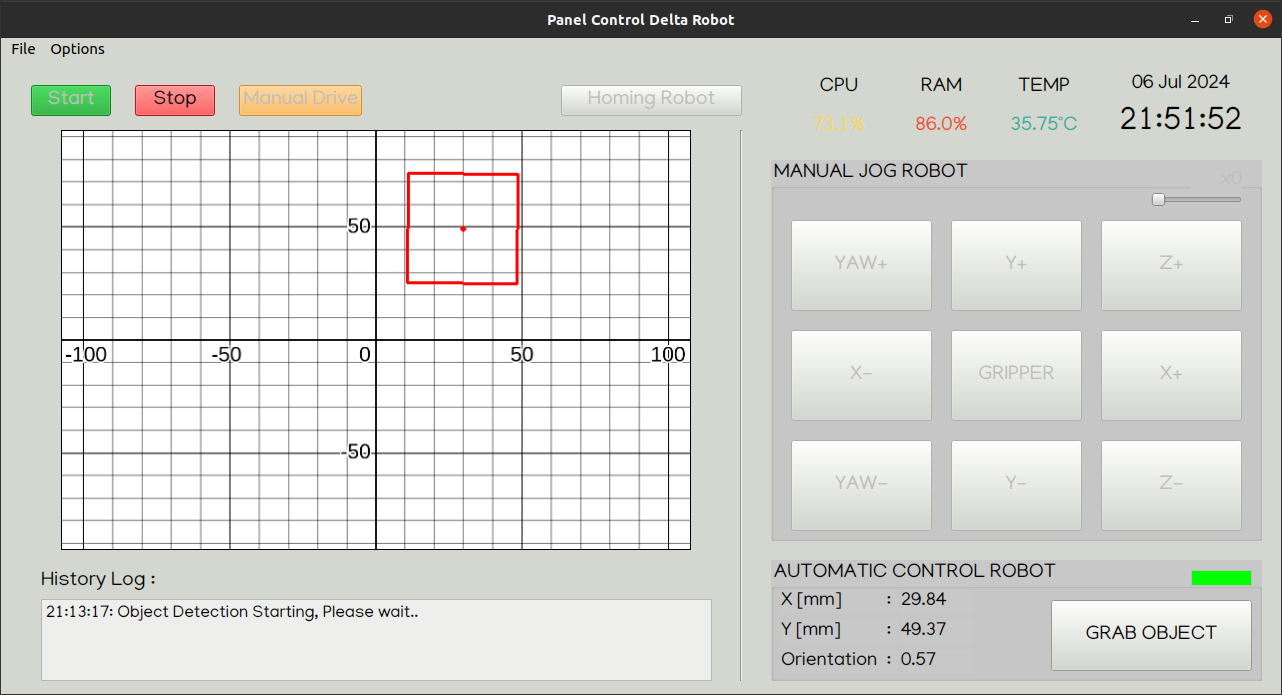 Panel Control Delta Robot
File Options
Start Stop Manual Drive Homing Robot
CPU RAM TEMP 06 Jul 2024
73.1% 86.0% 35.75°C 21:51:52
MANUAL JOG ROBOT
x0
YAW+ Y+ Z+
X- GRIPPER X+
YAW- Y- Z-
50
-100 -50 0 50 100
-50
History Log :
21:13:17: Object Detection Starting, Please wait..
AUTOMATIC CONTROL ROBOT
X [mm] : 29.84
Y [mm] : 49.37
Orientation : 0.57
GRAB OBJECT